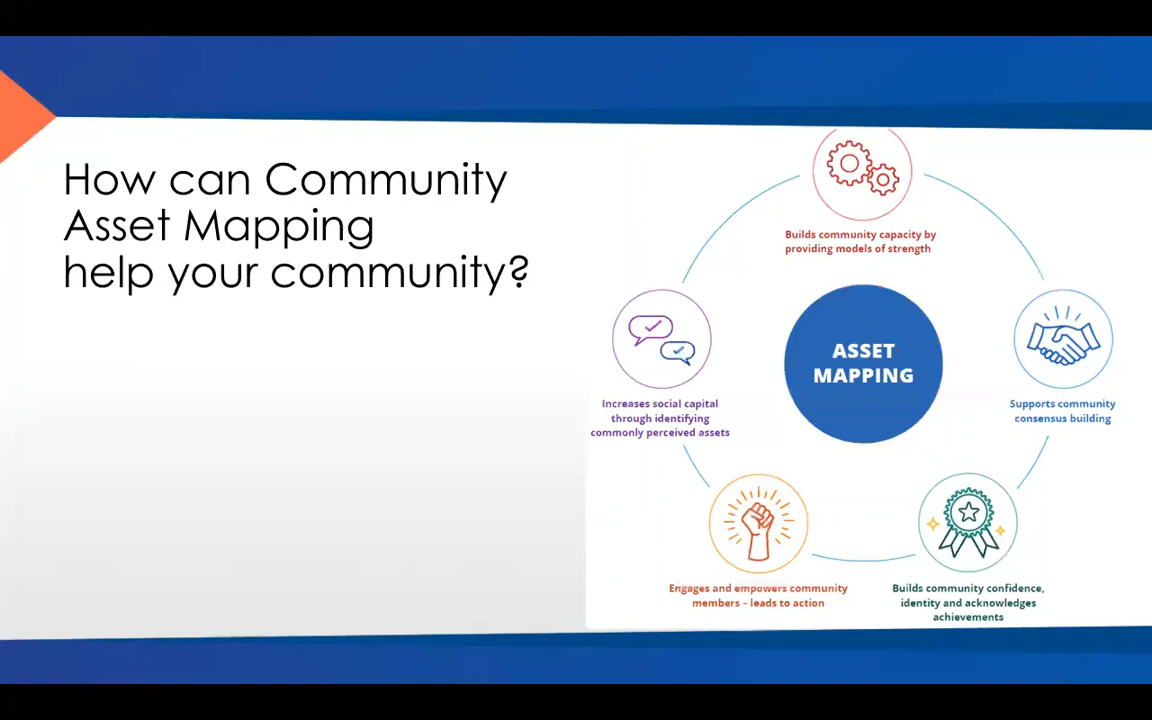 How can Community
Asset Mapping
help your community?
Builds community capacity by
providing models of strength
ASSET
MAPPING
Supports community
consensus building
Builds community confidence,
identity and acknowledges
achievements
Engages and empowers community
members – leads to action
Increases social capital
through identifying
commonly perceived assets